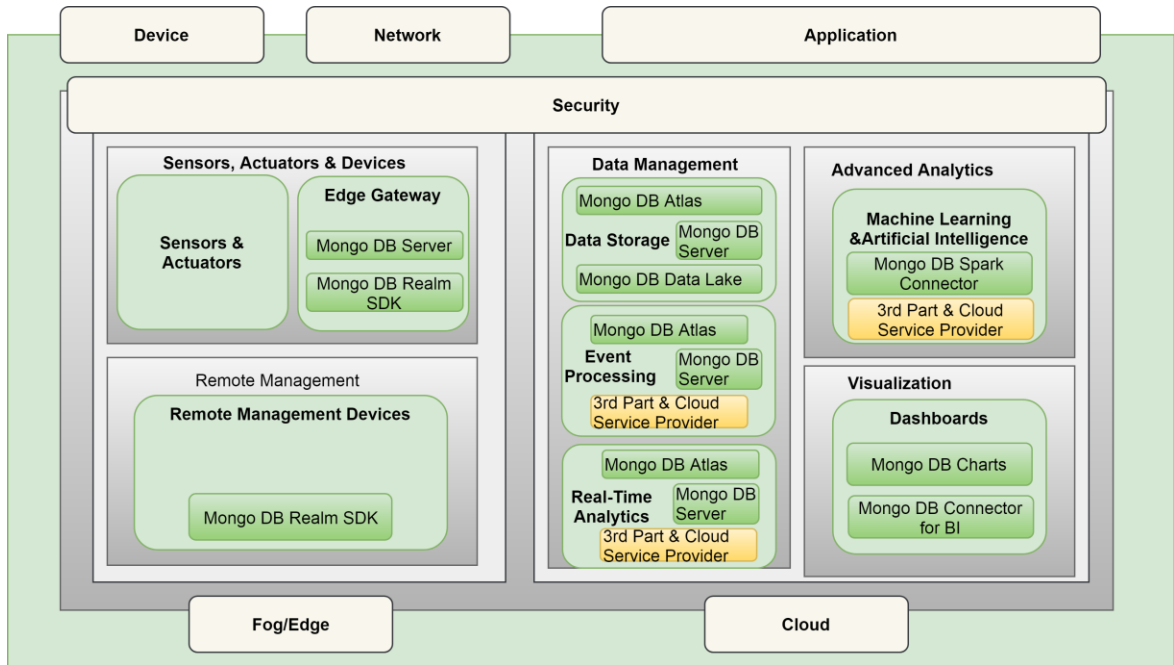 Device
Network
Application
Security
Sensors, Actuators & Devices
Sensors &
Actuators
Edge Gateway
Mongo DB Server
Mongo DB Realm
SDK
Remote Management
Remote Management Devices
Mongo DB Realm SDK
Data Management
Mongo DB Atlas
Data Storage
Mongo DB
Server
Mongo DB Data Lake
Mongo DB Atlas
Event
Processing
Mongo DB
Server
3rd Part & Cloud
Service Provider
Mongo DB Atlas
Real-Time
Analytics
Mongo DB
Server
3rd Part & Cloud
Service Provider
Advanced Analytics
Machine Learning
&Artificial Intelligence
Mongo DB Spark
Connector
3rd Part & Cloud
Service Provider
Visualization
Dashboards
Mongo DB Charts
Mongo DB Connector
for BI
Fog/Edge
Cloud